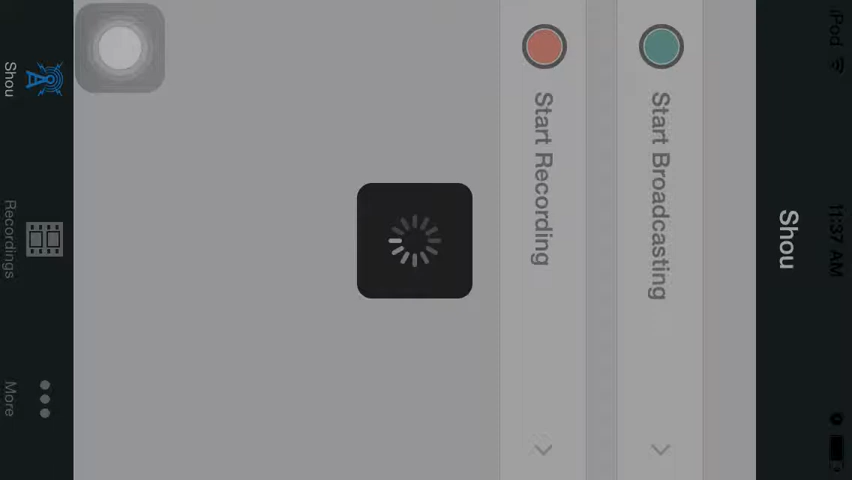 iPod
11:37 AM
Shou
Start Broadcasting
Start Recording
Shou
Recordings
More